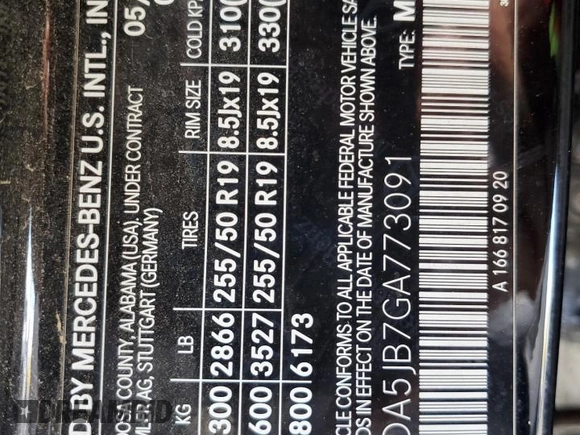 D BY MERCEDES-BENZ U.S. INTL., IN
05/
OOSA COUNTY, ALABAMA (USA), UNDER CONTRACT
MLER AG, STUTTGART (GERMANY)
KG LB TIRES RIM SIZE COLD KP
300 2866 255/50 R19 8.5Jx19 310(
600 3527 255/50 R19 8.5Jx19 330(
800 6173
CLE CONFORMS TO ALL APPLICABLE FEDERAL MOTOR VEHICLE SA
DS IN EFFECT ON THE DATE OF MANUFACTURE SHOWN ABOVE.
DA5JB7GA773091 TYPE: M
A 166 817 09 20